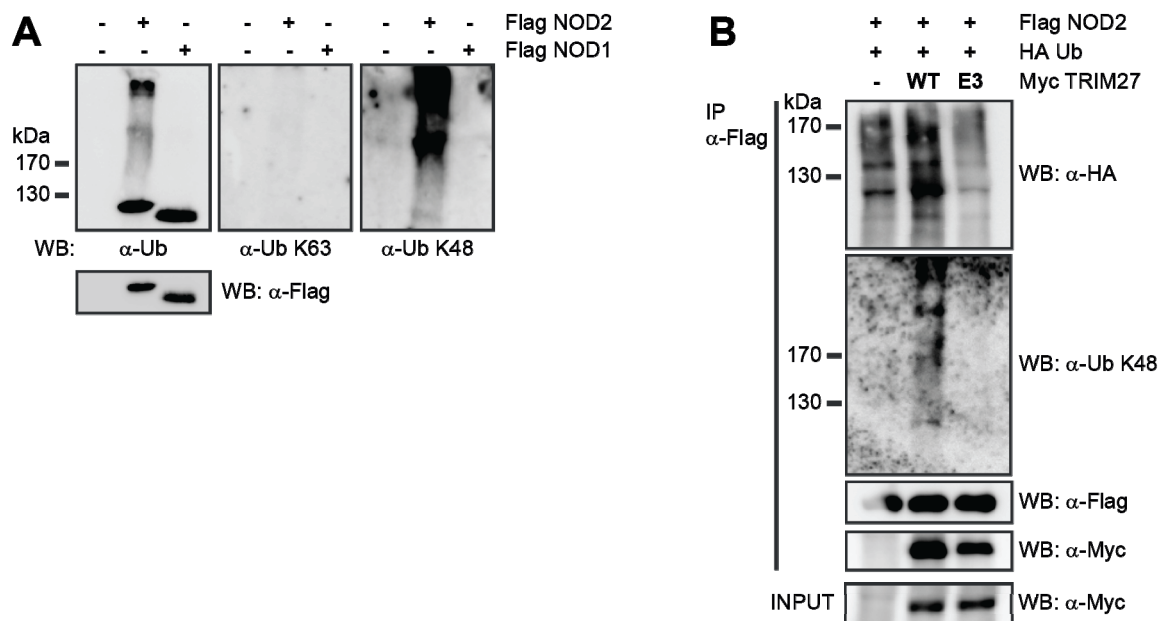 A
- + - - + - - + - Flag NOD2
- - + - - + - - + Flag NOD1
kDa
170
130
WB: α-Ub α-Ub K63 α-Ub K48
WB: α-Flag
B
+ + + Flag NOD2
+ + + HA Ub
- WT E3 Myc TRIM27
IP
α-Flag
kDa
170
130
WB: α-HA
170
130
WB: α-Ub K48
WB: α-Flag
WB: α-Myc
INPUT
WB: α-Myc